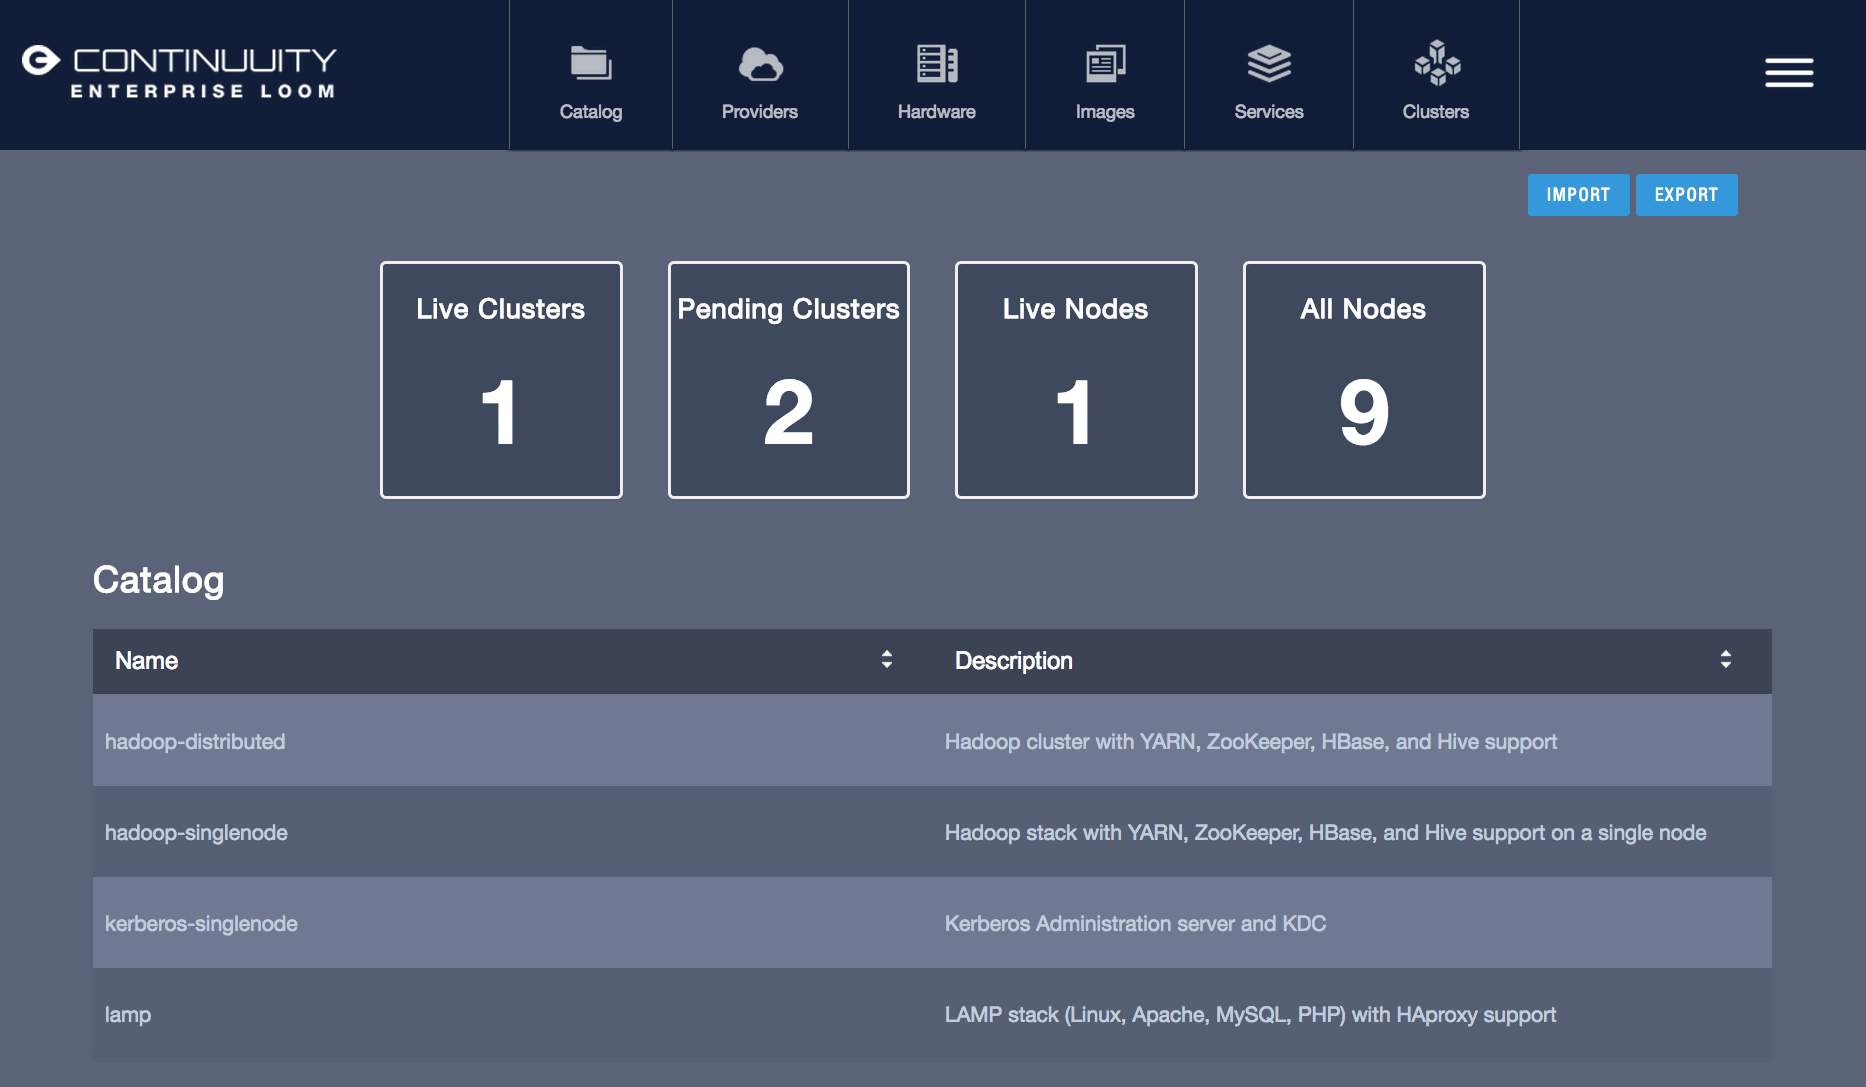 CONTINUUITY
ENTERPRISE LOOM
Catalog
Providers
Hardware
Images
Services
Clusters
IMPORT
EXPORT
Live Clusters
1
Pending Clusters
2
Live Nodes
1
All Nodes
9
Catalog
Name
Description
hadoop-distributed
Hadoop cluster with YARN, ZooKeeper, HBase, and Hive support
hadoop-singlenode
Hadoop stack with YARN, ZooKeeper, HBase, and Hive support on a single node
kerberos-singlenode
Kerberos Administration server and KDC
lamp
LAMP stack (Linux, Apache, MySQL, PHP) with HAproxy support